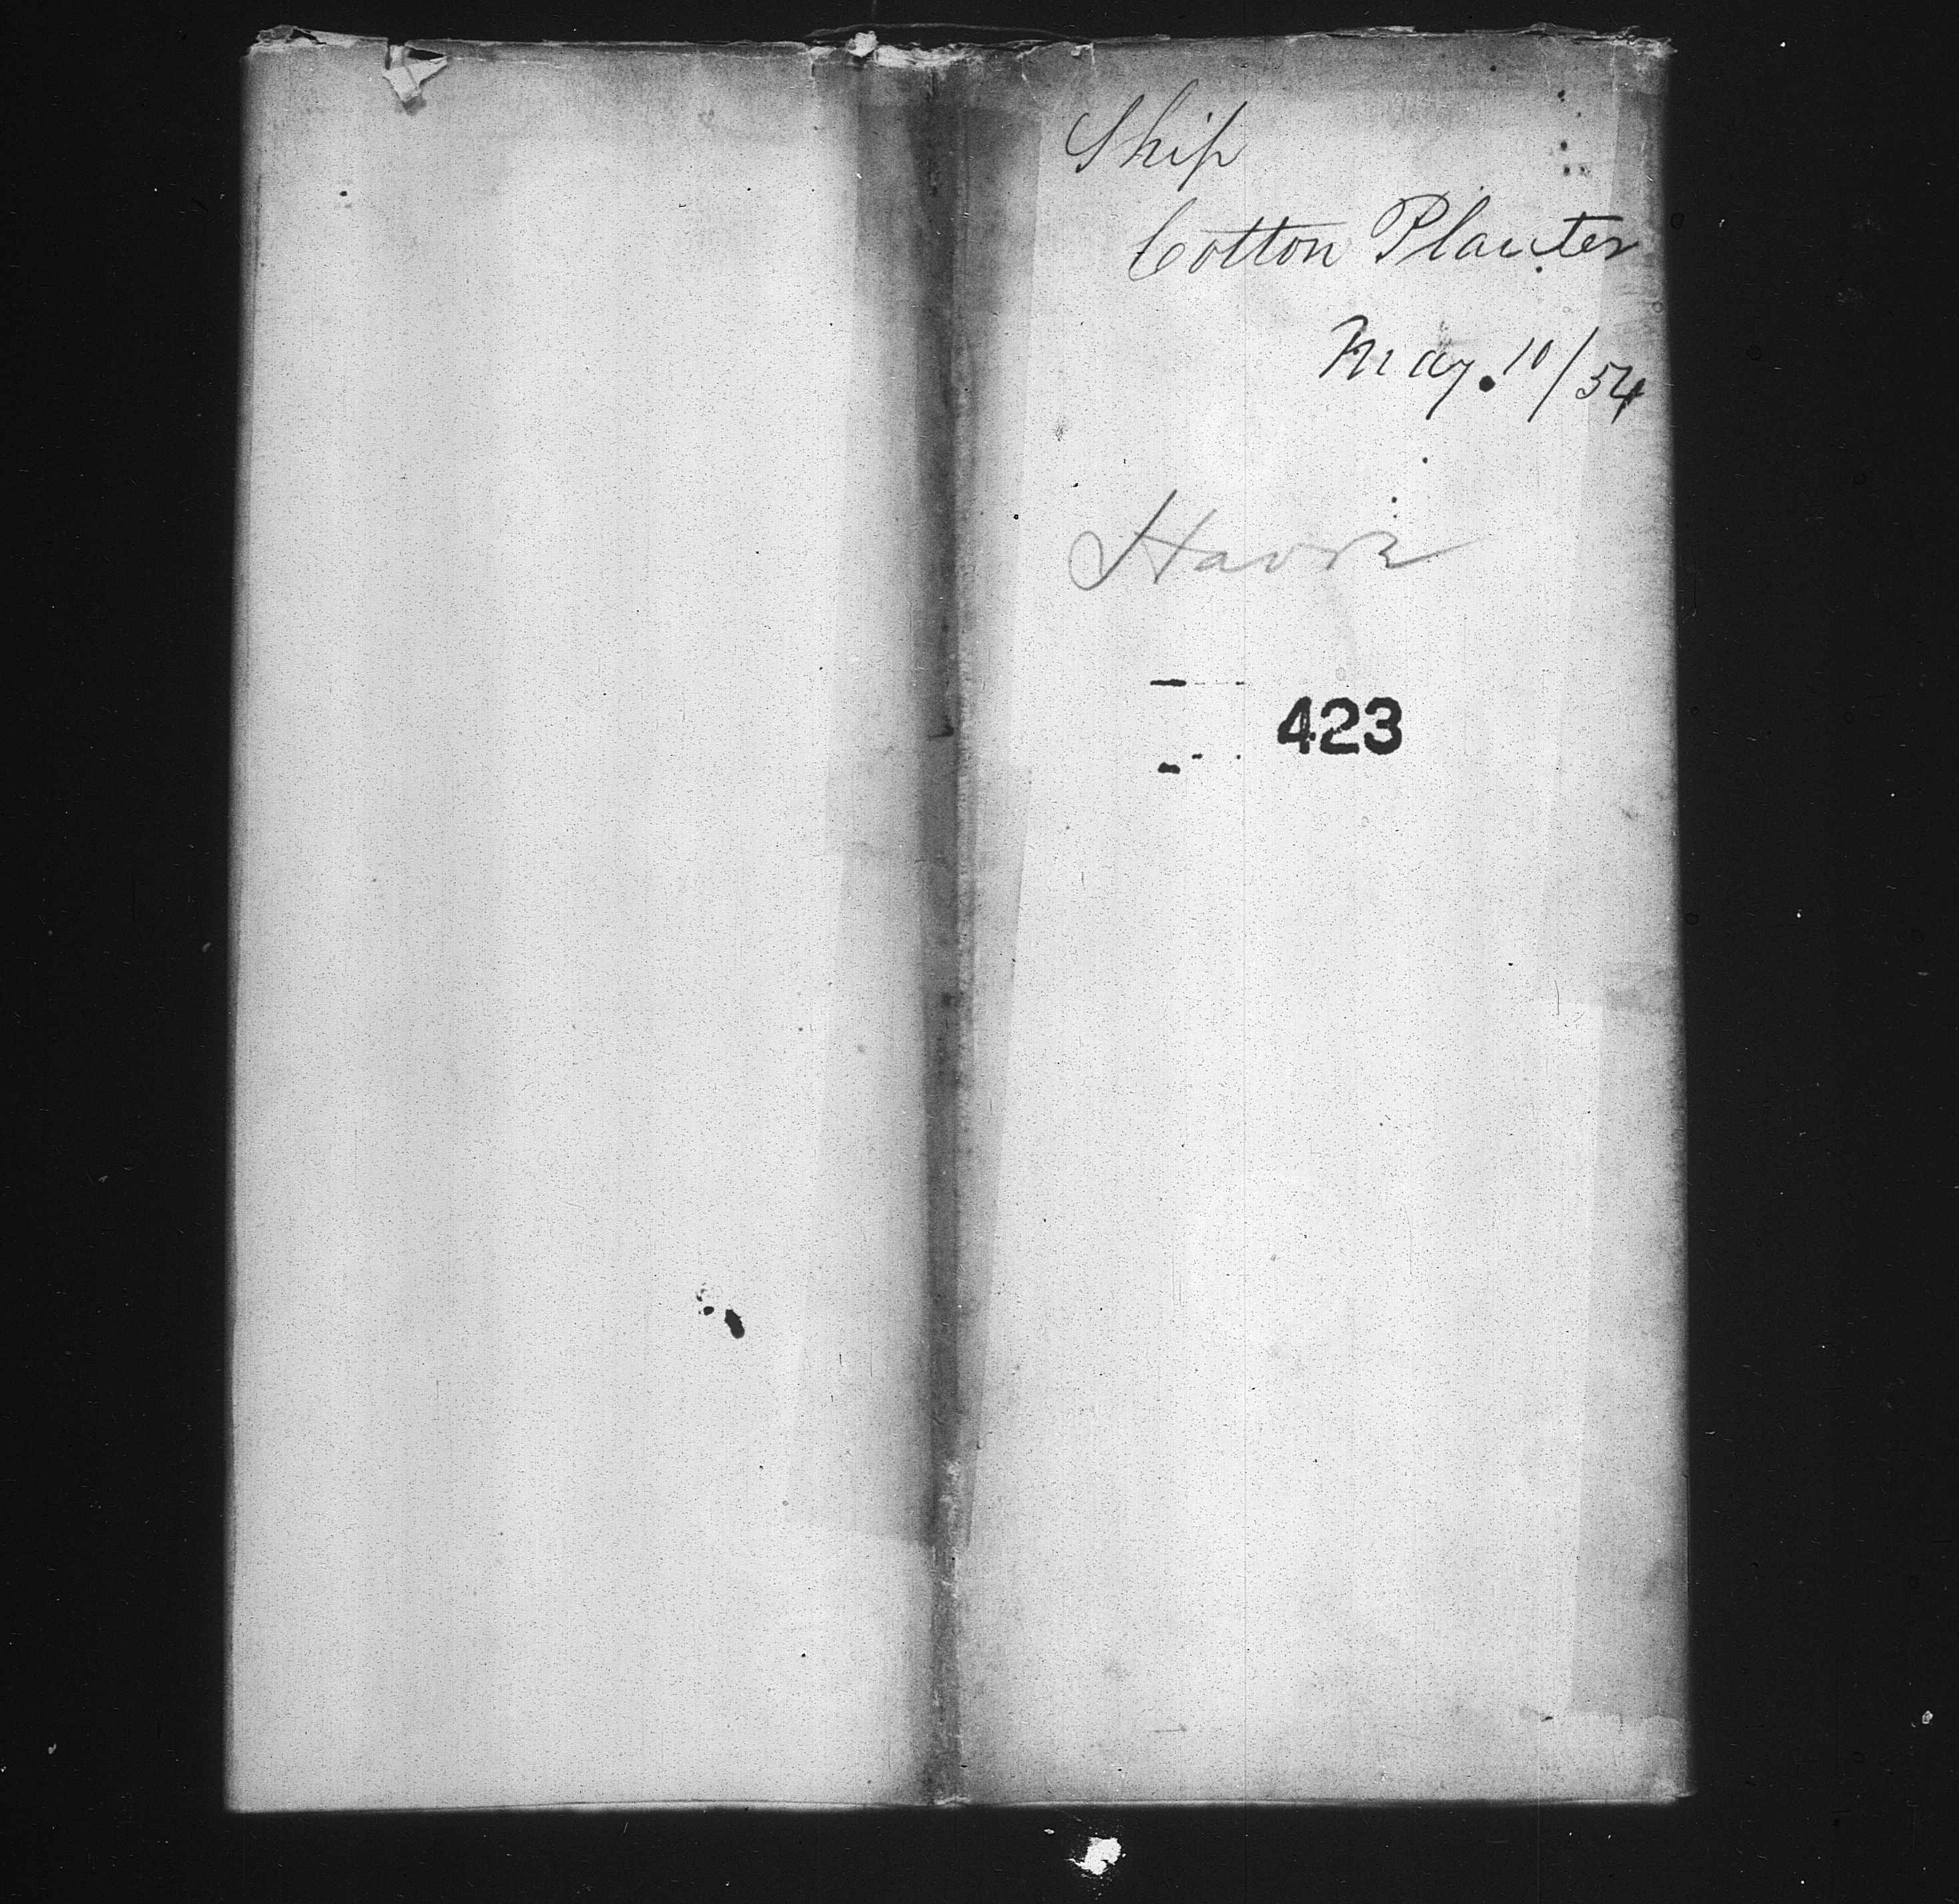 Ship
Cotton Planter
May. 10/54
Havre
423